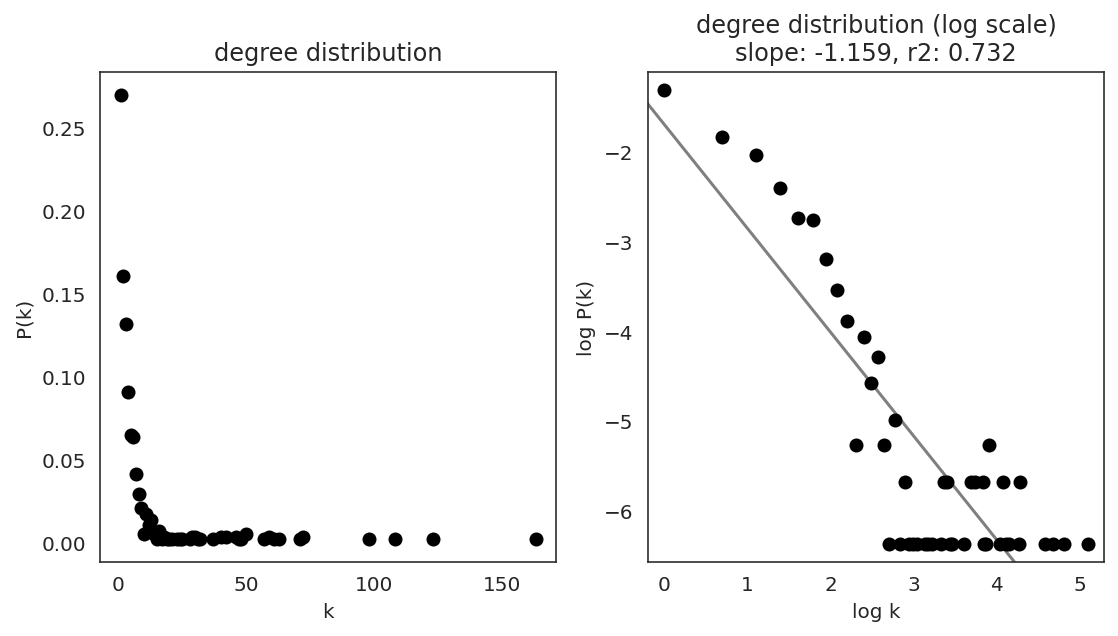 degree distribution
0.25
0.20
0.15
0.10
0.05
0.00
P(k)
0 50 100 150
k
degree distribution (log scale)
slope: -1.159, r2: 0.732
−2
−3
−4
−5
−6
log P(k)
0 1 2 3 4 5
log k